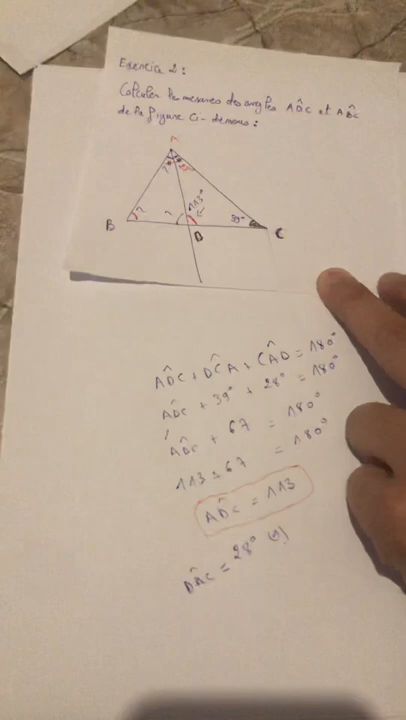 Exercice 2 :
Calculer les mesures des angles AD̂C et AB̂C
de la figure Ci-dessous :
A
? 28°
113°
B ? ? 39° C
D
AD̂C + DĈA + CÂD = 180°
AD̂C + 39° + 28° = 180°
AD̂C + 67 = 180°
113 + 67 = 180°
AD̂C = 113
DÂC = 28°